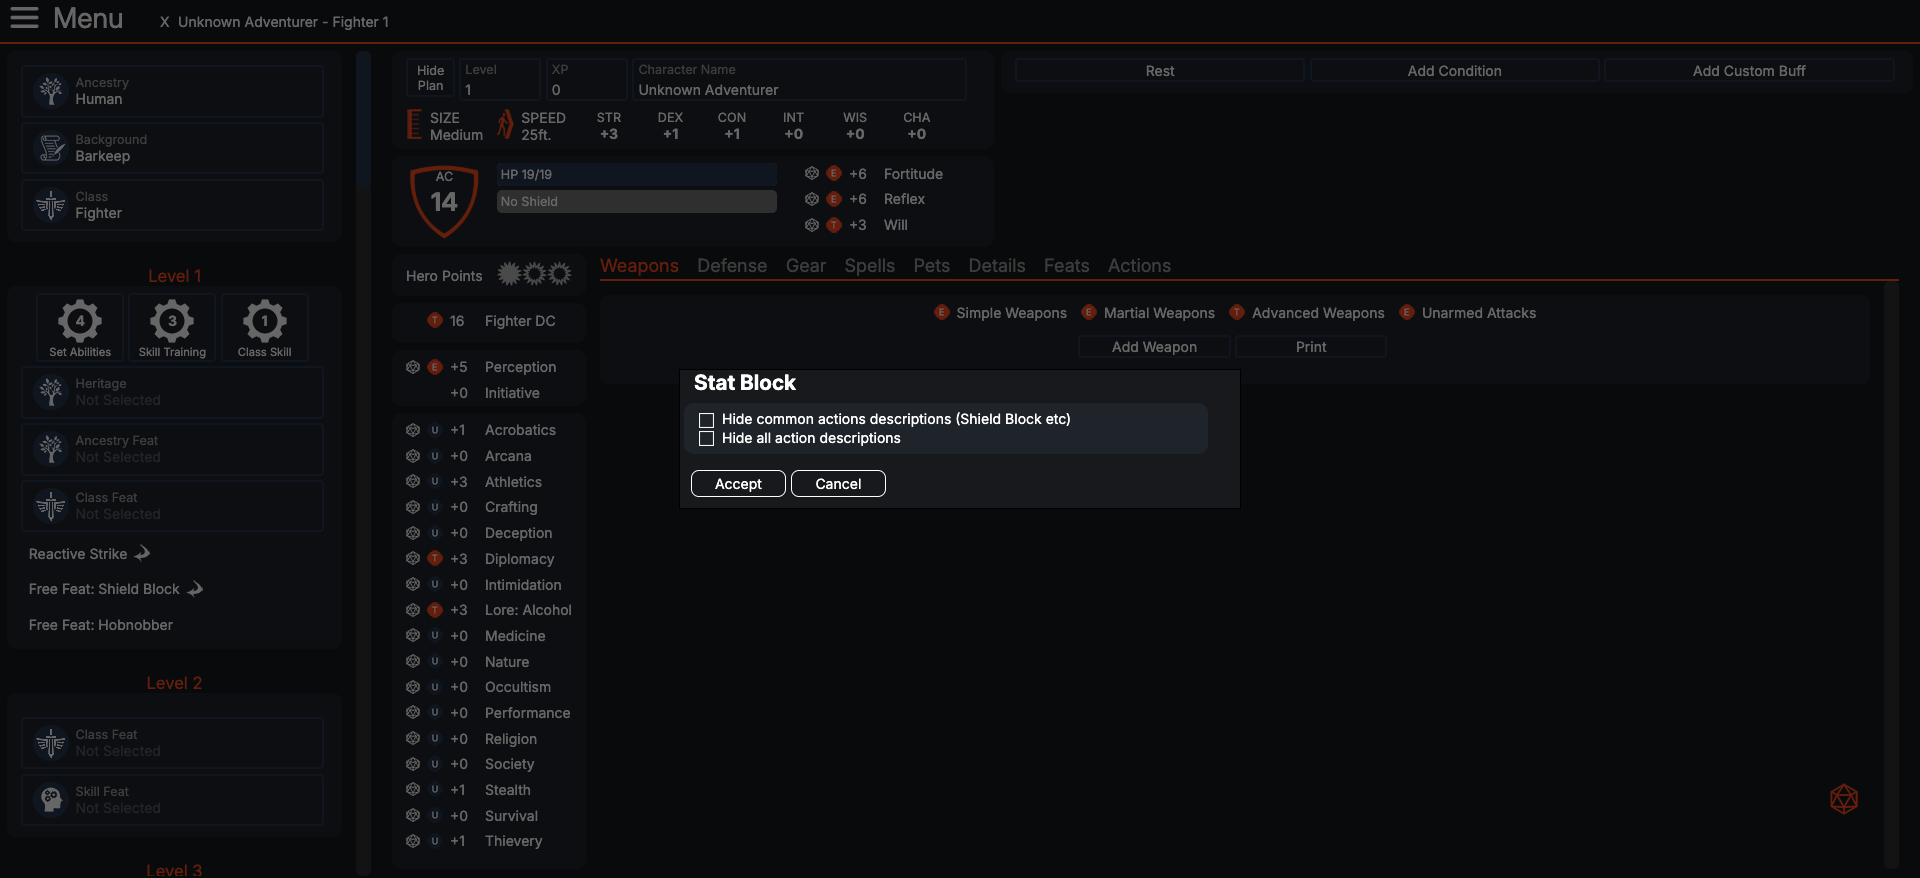 Menu
X Unknown Adventurer - Fighter 1
Ancestry
Human
Background
Barkeep
Class
Fighter
Level 1
4
Set Abilities
3
Skill Training
1
Class Skill
Heritage
Not Selected
Ancestry Feat
Not Selected
Class Feat
Not Selected
Reactive Strike
Free Feat: Shield Block
Free Feat: Hobnobber
Level 2
Class Feat
Not Selected
Skill Feat
Not Selected
Level 3
Hide
Plan
Level
1
XP
0
Character Name
Unknown Adventurer
SIZE
Medium
SPEED
25ft.
STR
+3
DEX
+1
CON
+1
INT
+0
WIS
+0
CHA
+0
AC
14
HP 19/19
No Shield
E +6 Fortitude
E +6 Reflex
T +3 Will
Rest
Add Condition
Add Custom Buff
Hero Points
T 16 Fighter DC
E +5 Perception
+0 Initiative
U +1 Acrobatics
U +0 Arcana
U +3 Athletics
U +0 Crafting
U +0 Deception
T +3 Diplomacy
U +0 Intimidation
T +3 Lore: Alcohol
U +0 Medicine
U +0 Nature
U +0 Occultism
U +0 Performance
U +0 Religion
U +0 Society
U +1 Stealth
U +0 Survival
U +1 Thievery
Weapons Defense Gear Spells Pets Details Feats Actions
E Simple Weapons E Martial Weapons T Advanced Weapons E Unarmed Attacks
Add Weapon
Print
Stat Block
Hide common actions descriptions (Shield Block etc)
Hide all action descriptions
Accept
Cancel